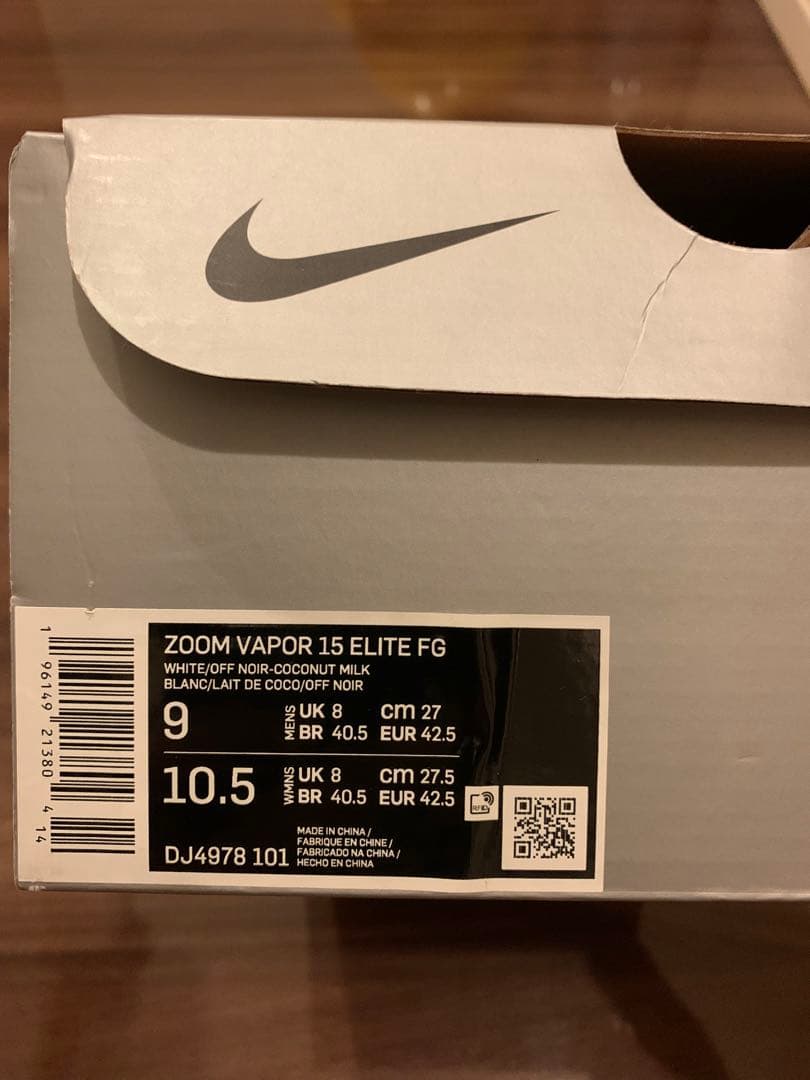 ZOOM VAPOR 15 ELITE FG
WHITE/OFF NOIR-COCONUT MILK
BLANC/LAIT DE COCO/OFF NOIR
9 MENS UK 8 cm 27
BR 40.5 EUR 42.5
10.5 WMNS UK 8 cm 27.5
BR 40.5 EUR 42.5
RFID
DJ4978 101
MADE IN CHINA /
FABRIQUE EN CHINE /
FABRICADO NA CHINA /
HECHO EN CHINA
1 96149 21380 4 14